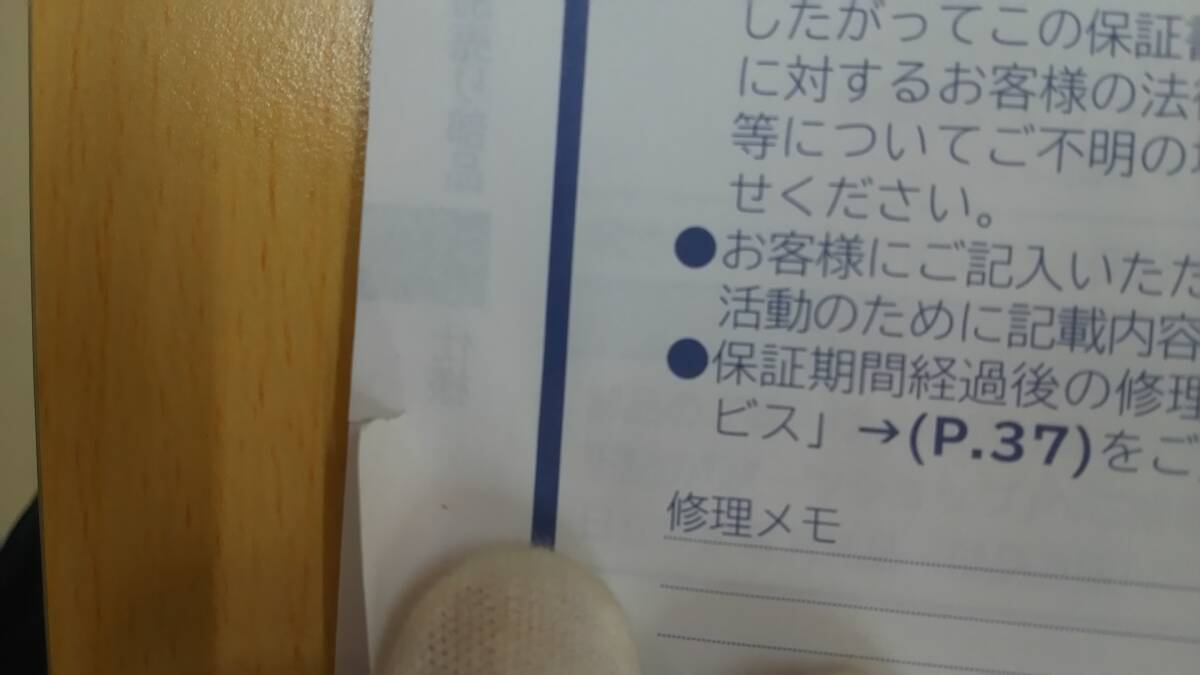 したがってこの保証
に対するお客様の法
等についてご不明の
せください。
●お客様にご記入いただ
活動のために記載内容
●保証期間経過後の修理
ビス」→(P.37)をご
修理メモ
仕様